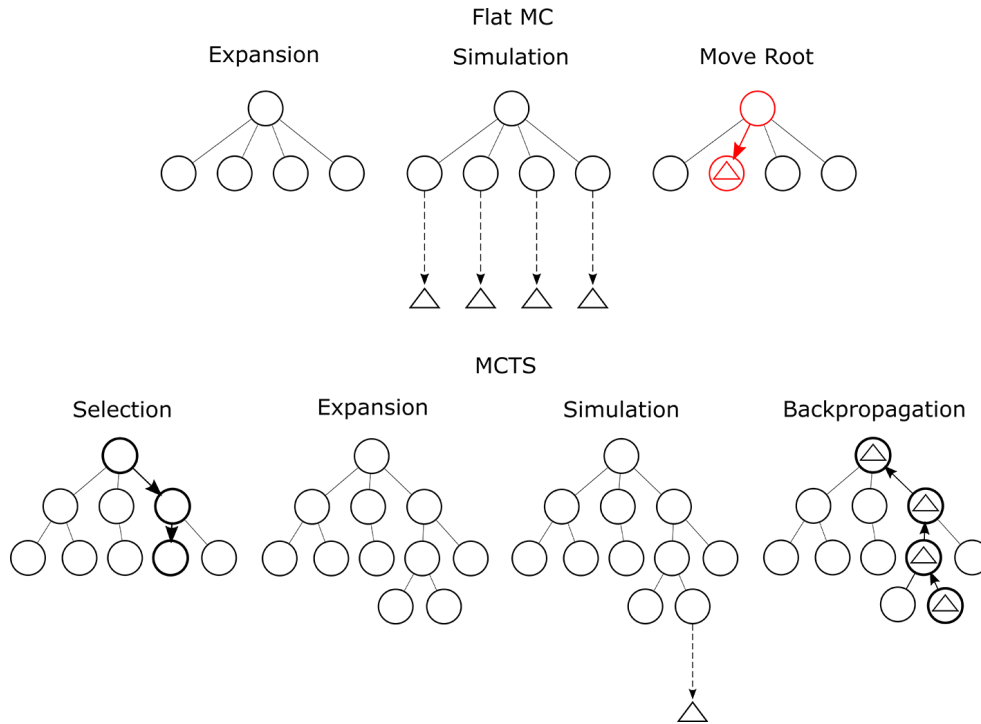 Flat MC
Expansion
Simulation
Move Root
MCTS
Selection
Expansion
Simulation
Backpropagation